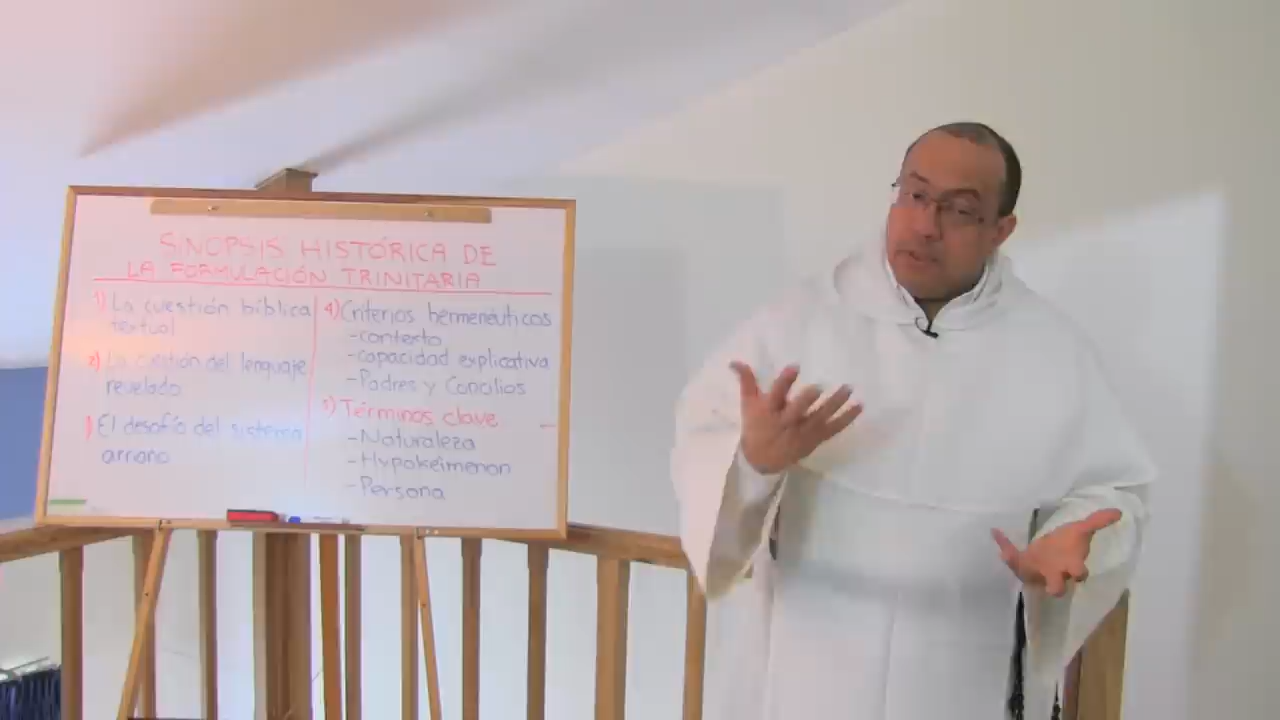 SINOPSIS HISTÓRICA DE
LA FORMULACIÓN TRINITARIA
1) La cuestión bíblica
textual
2) La cuestión del lenguaje
revelado
3) El desafío del sistema
arriano
4) Criterios hermenéuticos
-contexto
-capacidad explicativa
-Padres y Concilios
5) Términos clave
-Naturaleza
-Hypokeimenon
-Persona